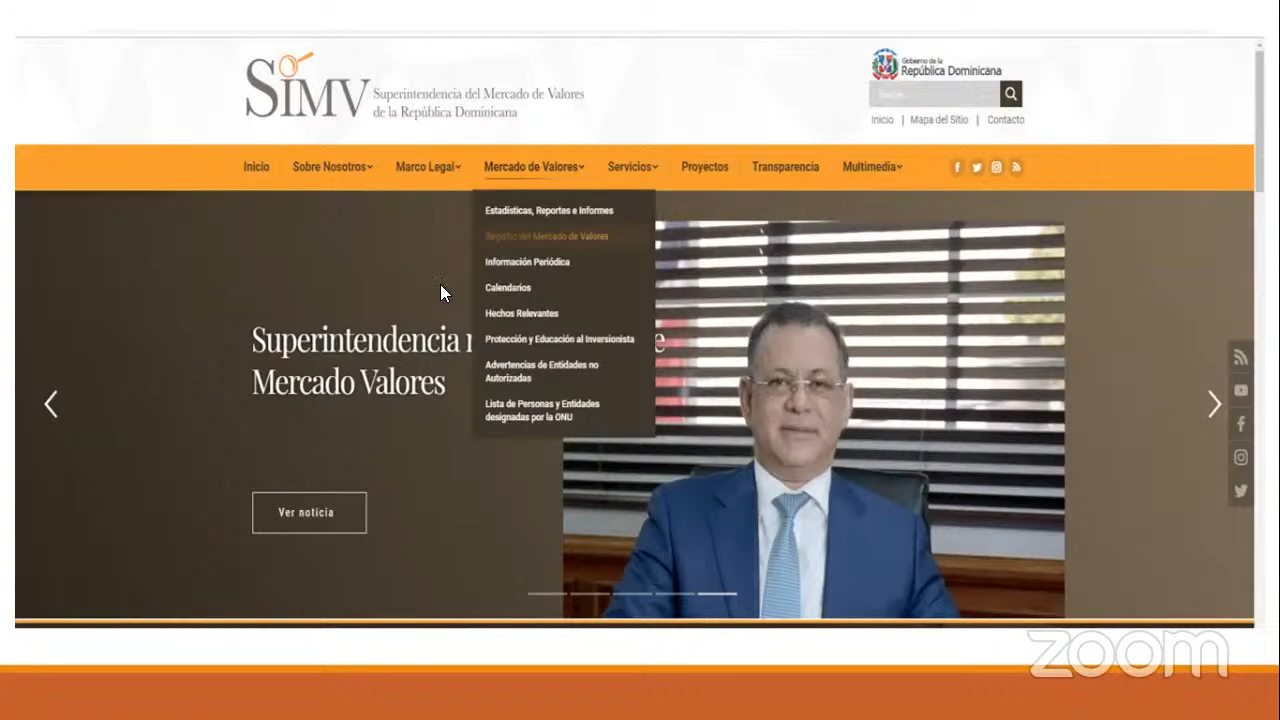 SIMV
Superintendencia del Mercado de Valores
de la República Dominicana
Gobierno de la
República Dominicana
Inicio | Mapa del Sitio | Contacto
Inicio Sobre Nosotros Marco Legal Mercado de Valores Servicios Proyectos Transparencia Multimedia
Estadísticas, Reportes e Informes
Registro del Mercado de Valores
Información Periódica
Calendarios
Hechos Relevantes
Protección y Educación al Inversionista
Advertencias de Entidades no
Autorizadas
Lista de Personas y Entidades
designadas por la ONU
Superintendencia
Mercado Valores
Ver noticia
zoom